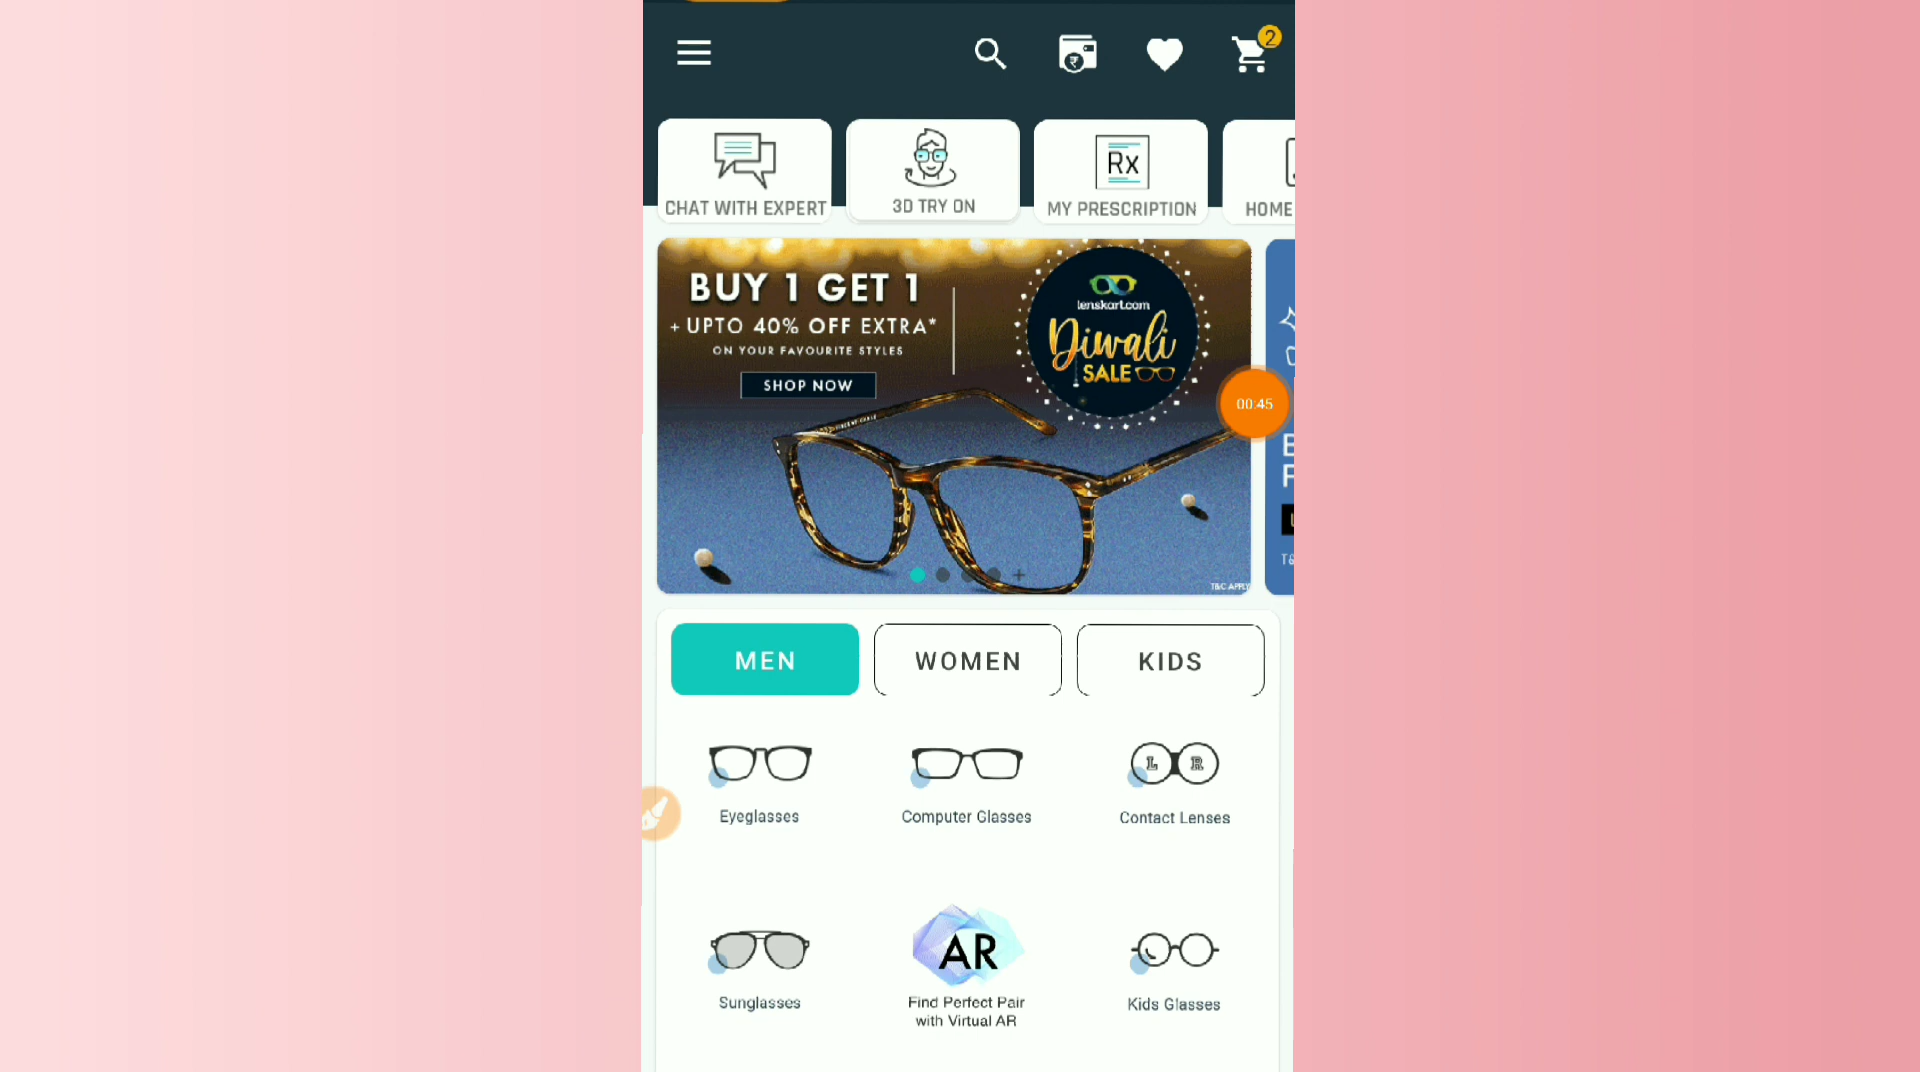 2
CHAT WITH EXPERT
3D TRY ON
Rx
MY PRESCRIPTION
HOME
BUY 1 GET 1
+ UPTO 40% OFF EXTRA*
ON YOUR FAVOURITE STYLES
SHOP NOW
lenskart.com
Diwali
SALE
00:45
T&C APPLY
MEN
WOMEN
KIDS
L R
Eyeglasses
Computer Glasses
Contact Lenses
AR
Sunglasses
Find Perfect Pair
with Virtual AR
Kids Glasses